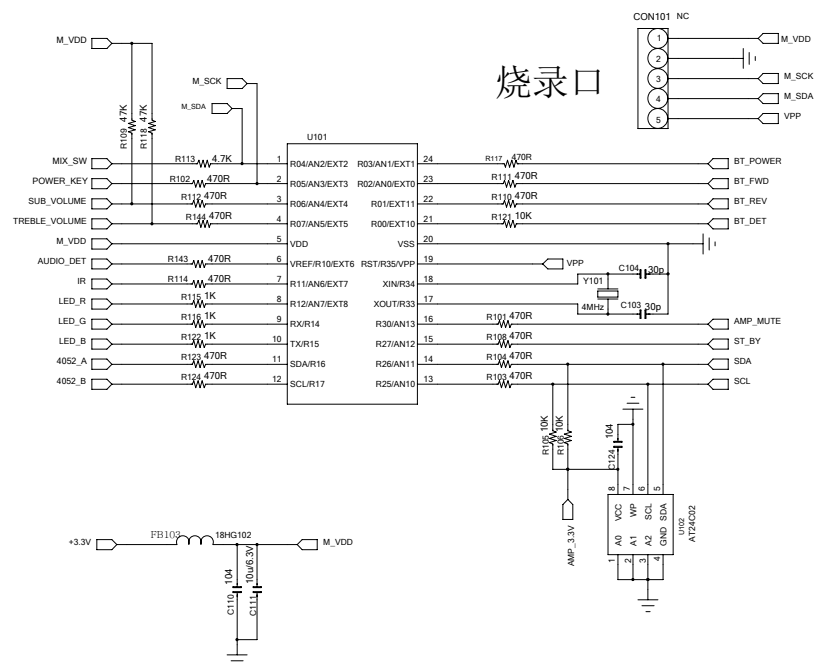 CON101 NC
M_VDD
1
M_VDD
2
M_SCK
3
M_SCK
烧录口
M_SDA
4
M_SDA
5
VPP
R109 47K
R118 47K
U101
MIX_SW
R113 4.7K
1 R04/AN2/EXT2
R03/AN1/EXT1 24
R117 470R
BT_POWER
POWER_KEY
R102 470R
2 R05/AN3/EXT3
R02/AN0/EXT0 23
R111 470R
BT_FWD
SUB_VOLUME
R112 470R
3 R06/AN4/EXT4
R01/EXT11 22
R110 470R
BT_REV
TREBLE_VOLUME
R144 470R
4 R07/AN5/EXT5
R00/EXT10 21
R121 10K
BT_DET
M_VDD
5 VDD
VSS 20
AUDIO_DET
R143 470R
6 VREF/R10/EXT6
RST/R35/VPP 19
VPP
C104 30p
IR
R114 470R
7 R11/AN6/EXT7
XIN/R34 18
Y101
4MHz
LED_R
R115 1K
8 R12/AN7/EXT8
XOUT/R33 17
C103 30p
LED_G
R116 1K
9 RX/R14
R30/AN13 16
R101 470R
AMP_MUTE
LED_B
R122 1K
10 TX/R15
R27/AN12 15
R108 470R
ST_BY
4052_A
R123 470R
11 SDA/R16
R26/AN11 14
R104 470R
SDA
4052_B
R124 470R
12 SCL/R17
R25/AN10 13
R103 470R
SCL
R105 10K
R106 10K
C124 104
8 7 6 5
VCC WP SCL SDA
A0 A1 A2 GND
1 2 3 4
U102
AT24C02
AMP_3.3V
+3.3V
FB103 18HG102
M_VDD
C110 104
C111 10u/6.3V